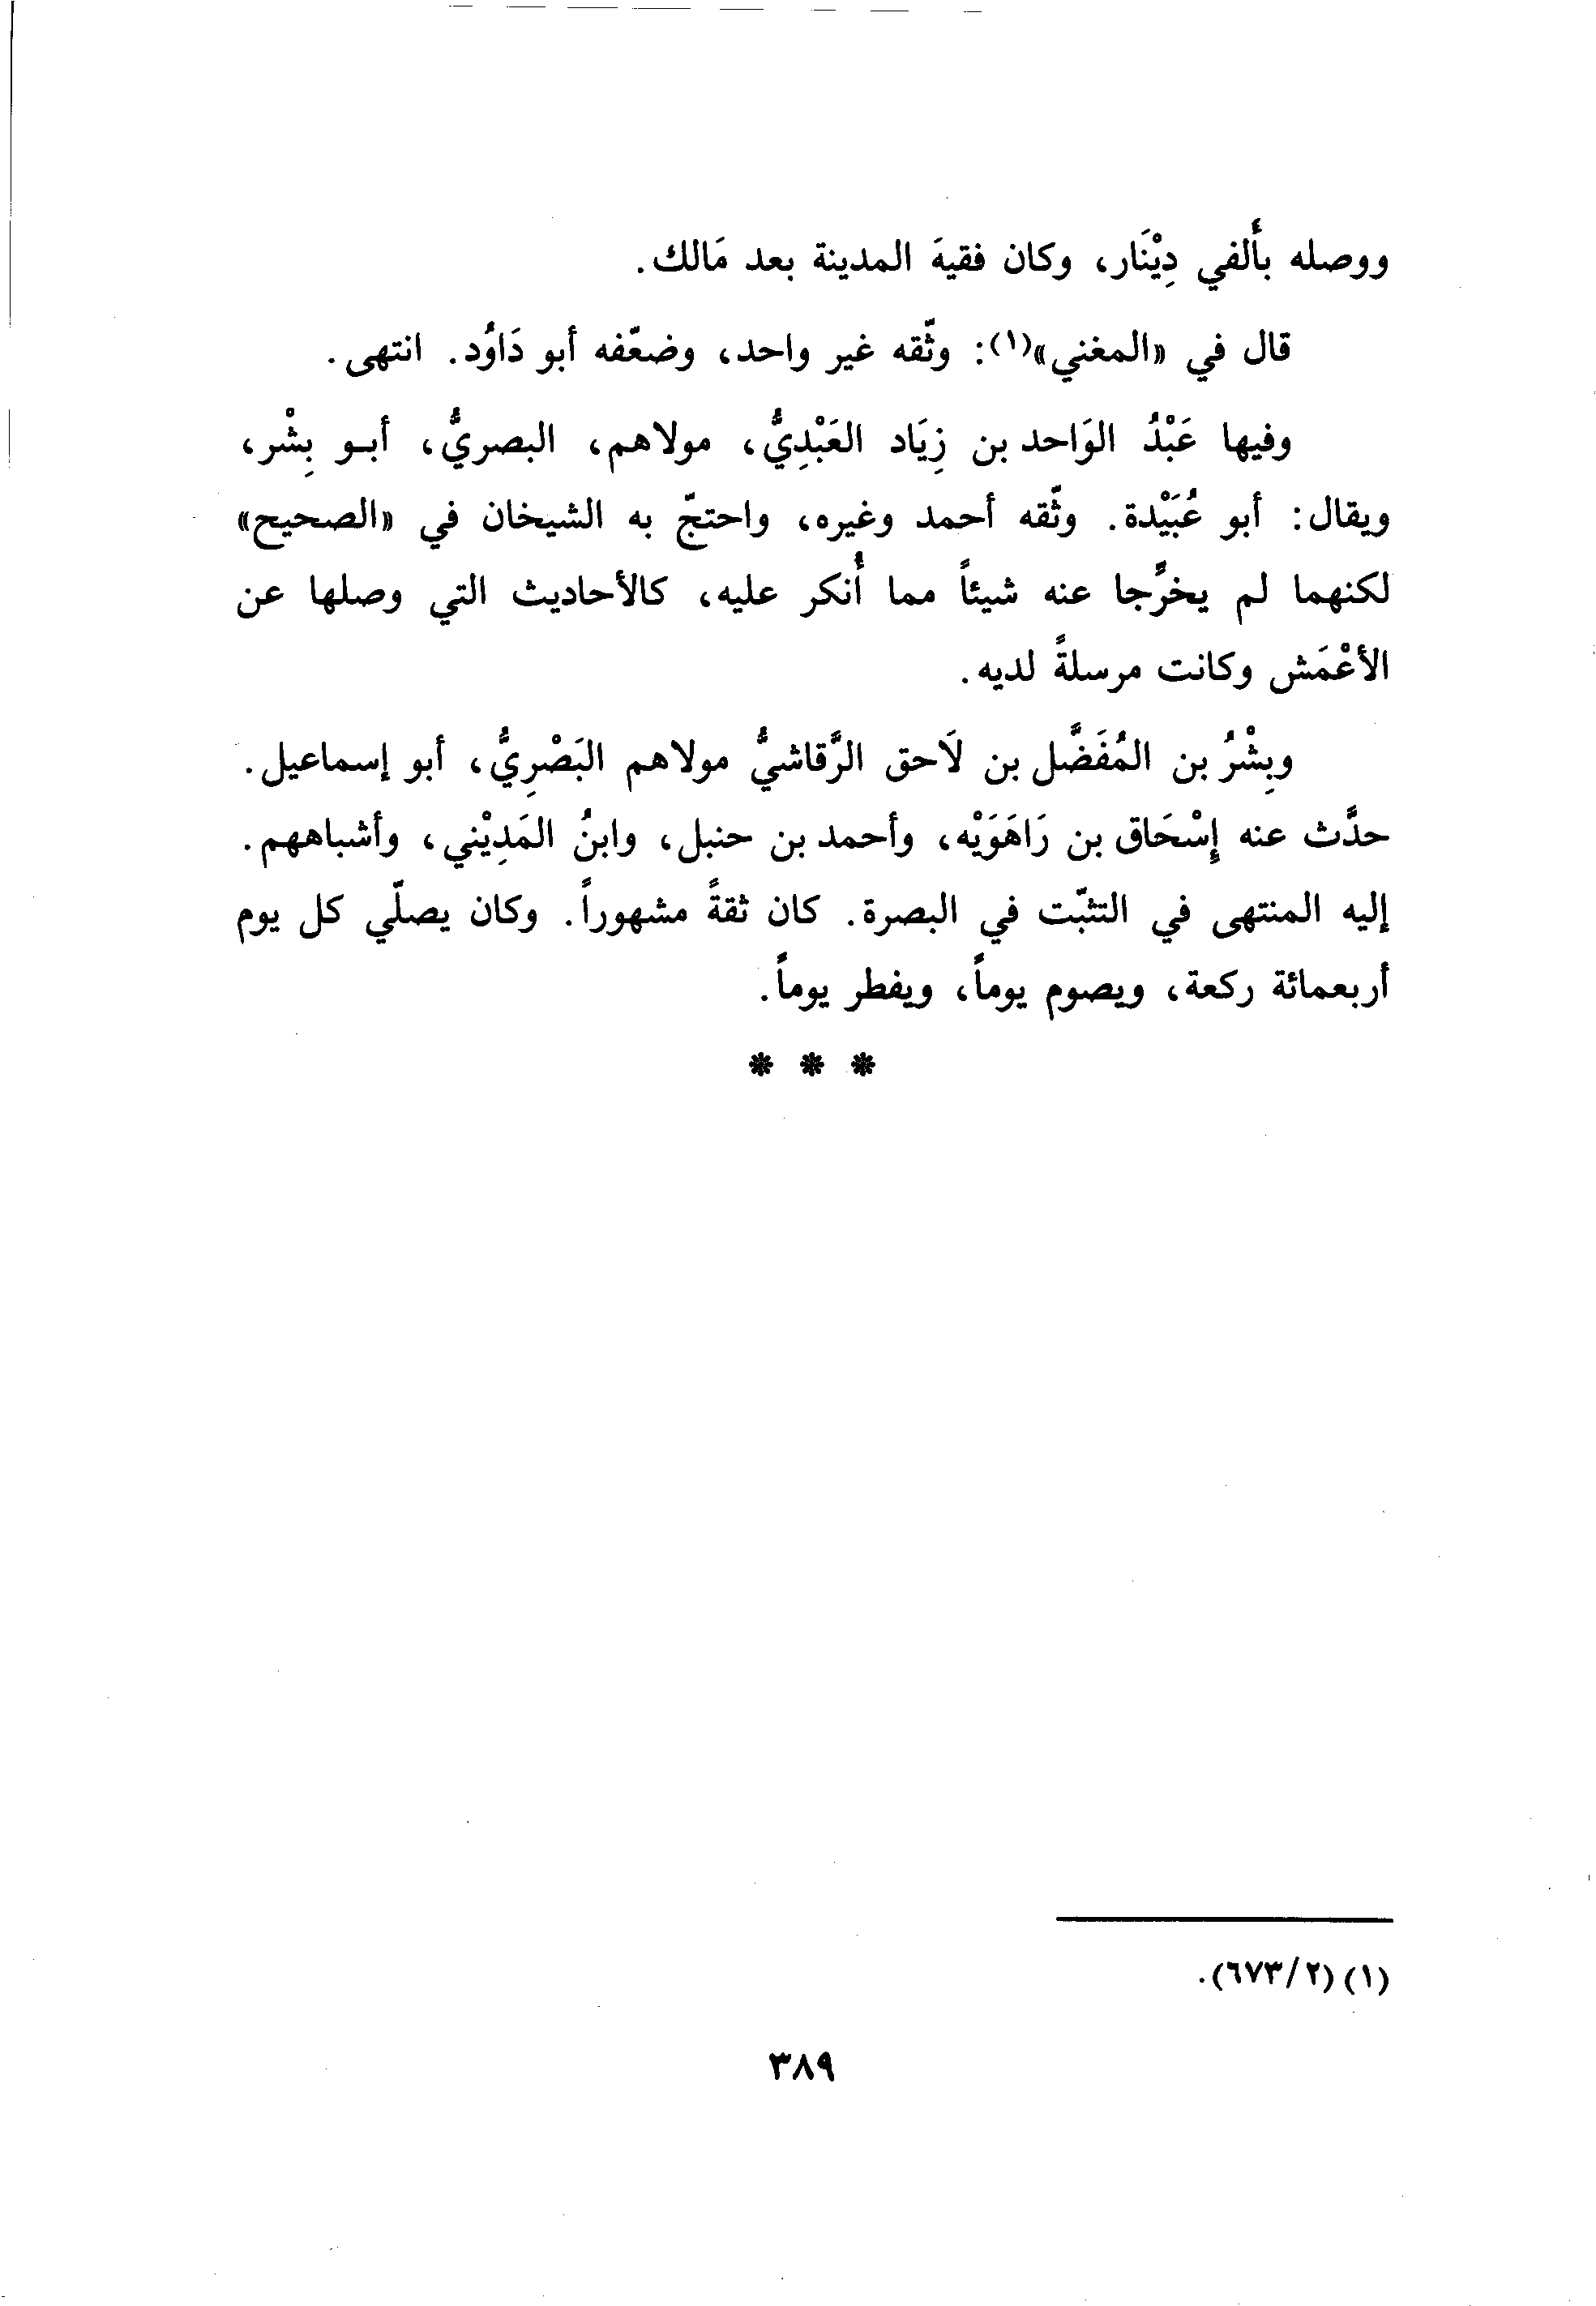 ووصله بأَلفي دِيْنَار، وكان فقيهَ المدينة بعد مَالك.
قال في «المغني»(١): وثّقه غير واحد، وضعّفه أبو دَاوُد. انتهى.
وفيها عَبْدُ الوَاحد بن زِيَاد العَبْدِيُّ، مولاهم، البصريُّ، أبـو بِشْر،
ويقال: أبو عُبَيْدة. وثّقه أحمد وغيره، واحتجّ به الشيخان في «الصحيح»
لكنهما لم يخرِّجا عنه شيئاً مما أُنكر عليه، كالأحاديث التي وصلها عن
الأعْمَش وكانت مرسلةً لديه.
وبِشْرُ بن المُفَضَّل بن لَاحق الرَّقاشيُّ مولاهم البَصْرِيُّ، أبو إسماعيل.
حدَّث عنه إِسْحَاق بن رَاهَوَيْه، وأحمد بن حنبل، وابنُ المَدِيْني، وأشباههم.
إليه المنتهى في التثبّت في البصرة. كان ثقةً مشهوراً. وكان يصلّي كل يوم
أربعمائة ركعة، ويصوم يوماً، ويفطر يوماً.
* * *
(١) (٢/٦٧٣).
٣٨٩